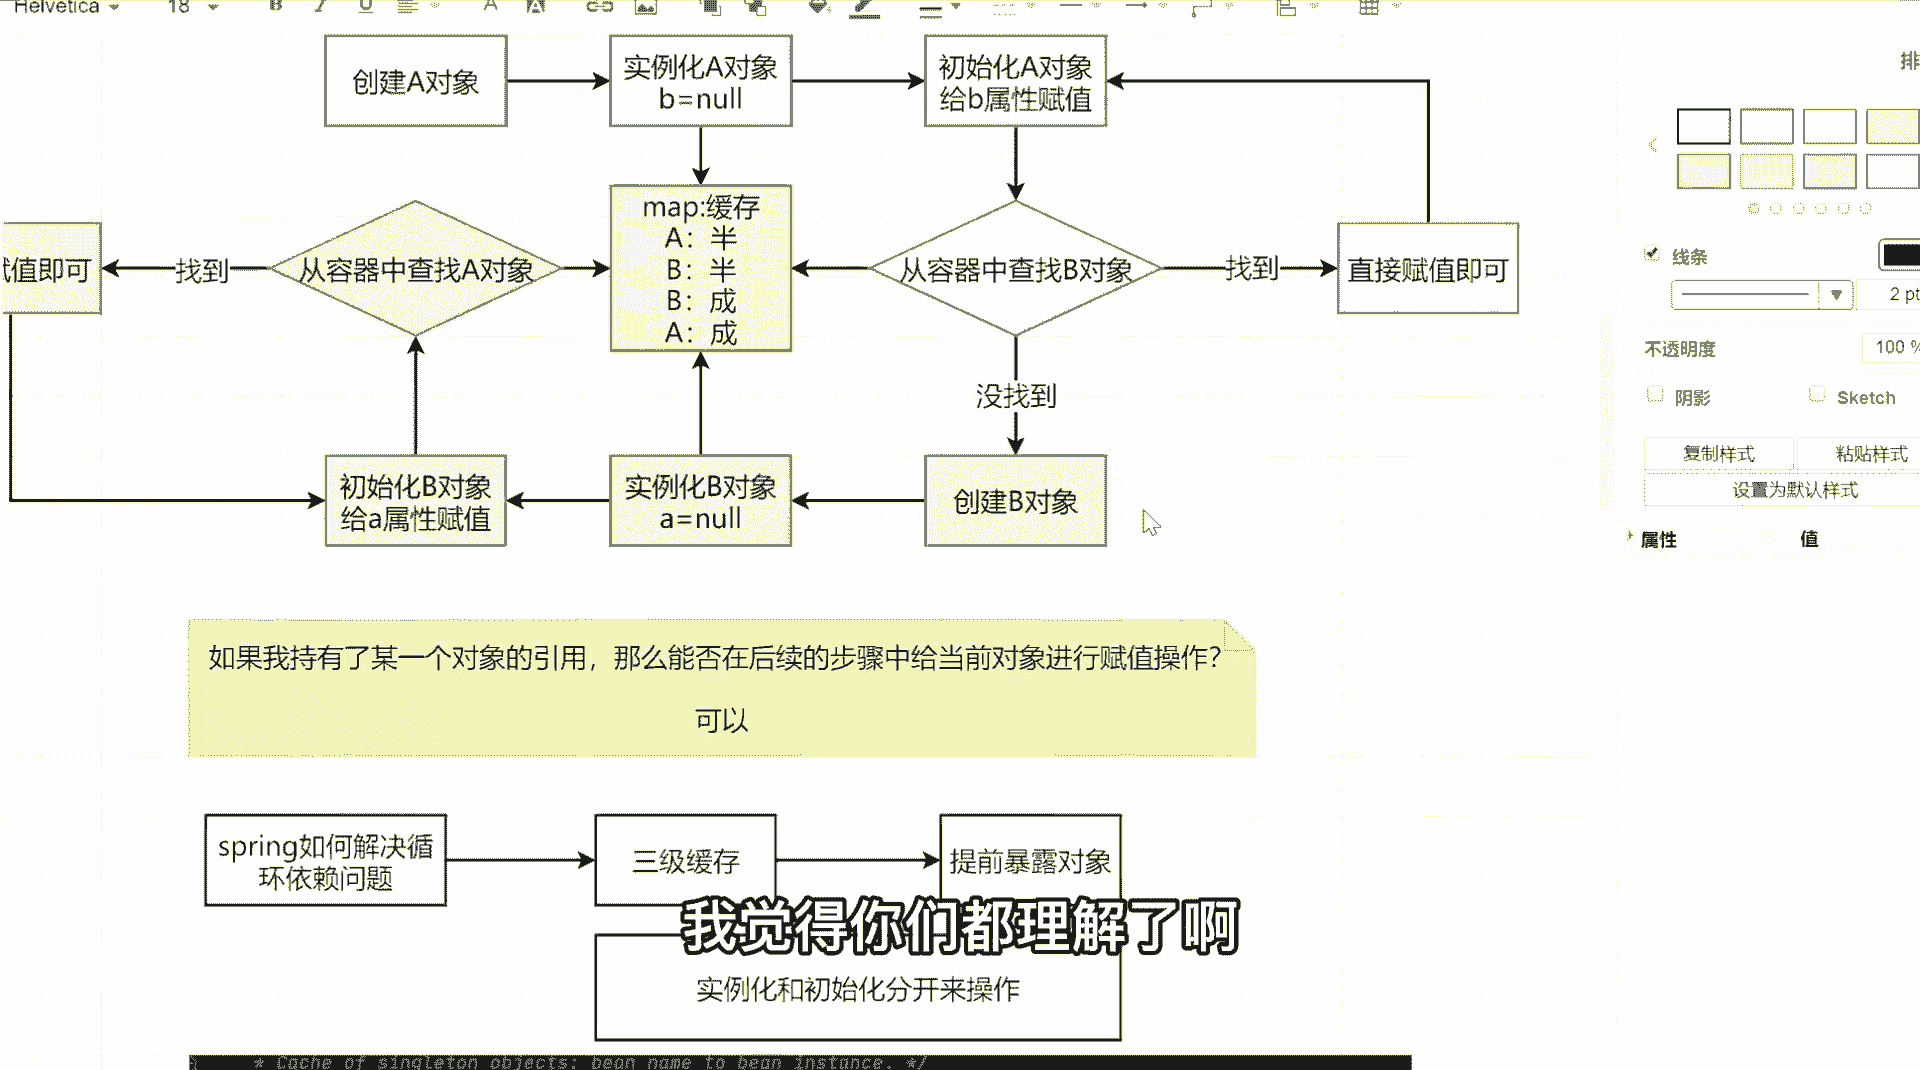 Helvetica
18
创建A对象
实例化A对象
b=null
初始化A对象
给b属性赋值
排
map:缓存
A：半
B：半
B：成
A：成
值即可
找到
从容器中查找A对象
从容器中查找B对象
找到
直接赋值即可
没找到
初始化B对象
给a属性赋值
实例化B对象
a=null
创建B对象
线条
2 pt
不透明度
100 %
阴影
Sketch
复制样式
粘贴样式
设置为默认样式
属性
值
如果我持有了某一个对象的引用，那么能否在后续的步骤中给当前对象进行赋值操作？
可以
spring如何解决循
环依赖问题
三级缓存
提前暴露对象
我觉得你们都理解了啊
实例化和初始化分开来操作
* Cache of singleton objects: bean name to bean instance. */